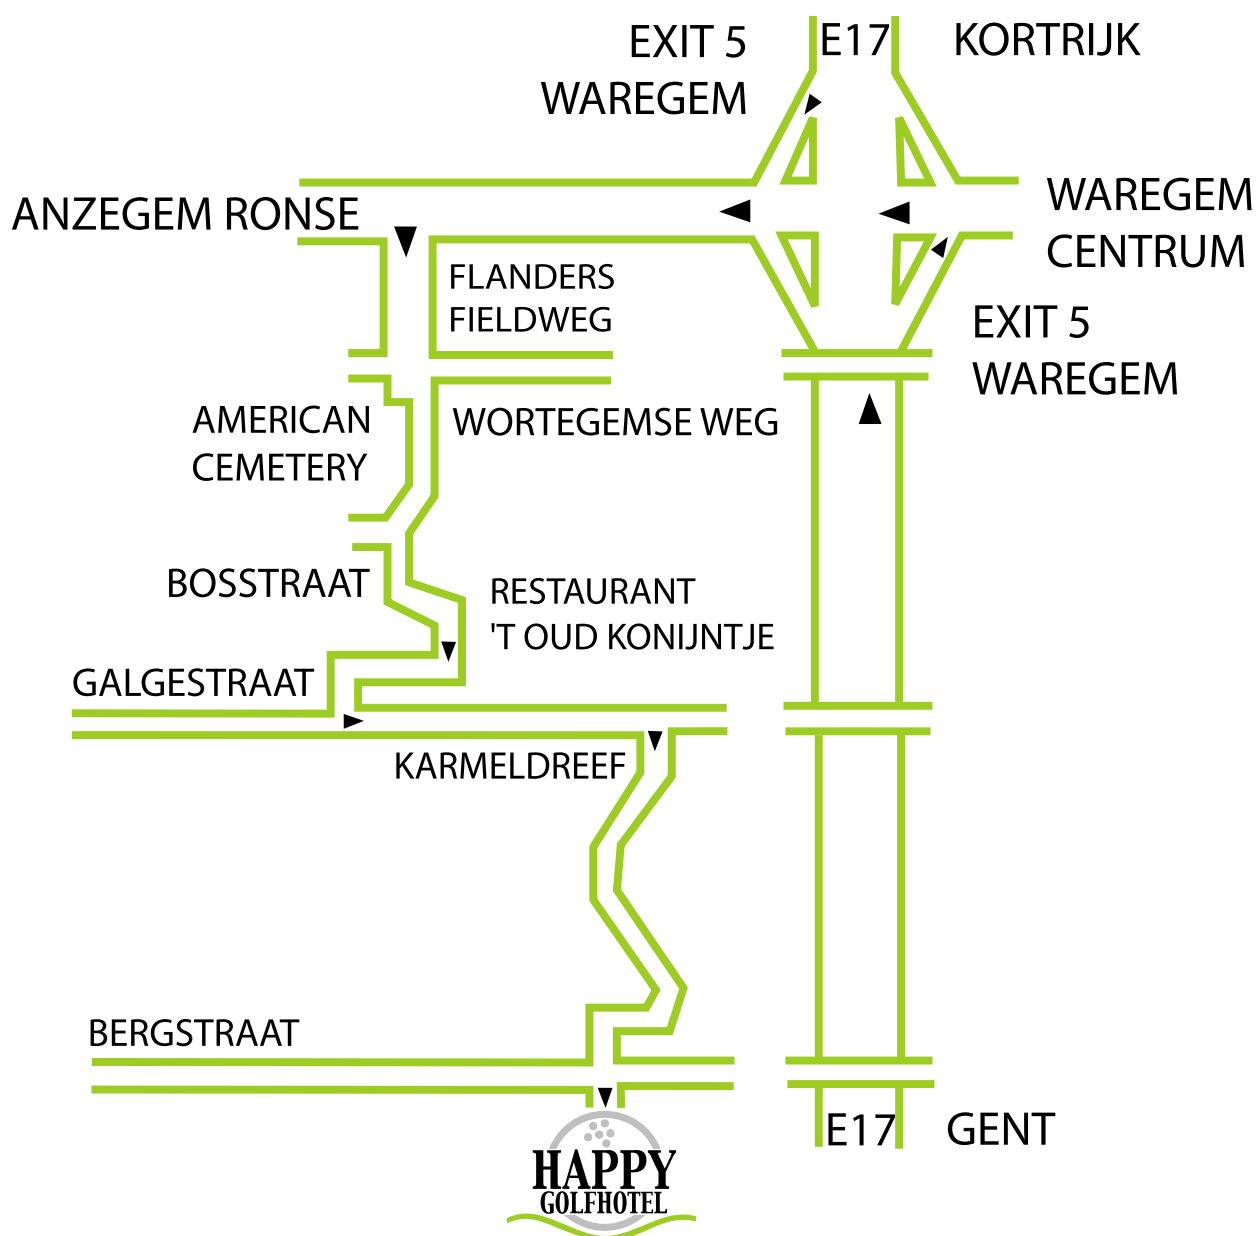 EXIT 5
WAREGEM
E17
KORTRIJK
ANZEGEM RONSE
WAREGEM
CENTRUM
FLANDERS
FIELDWEG
EXIT 5
WAREGEM
AMERICAN
CEMETERY
WORTEGEMSE WEG
BOSSTRAAT
RESTAURANT
'T OUD KONIJNTJE
GALGESTRAAT
KARMELDREEF
BERGSTRAAT
E17
GENT
HAPPY
GOLFHOTEL